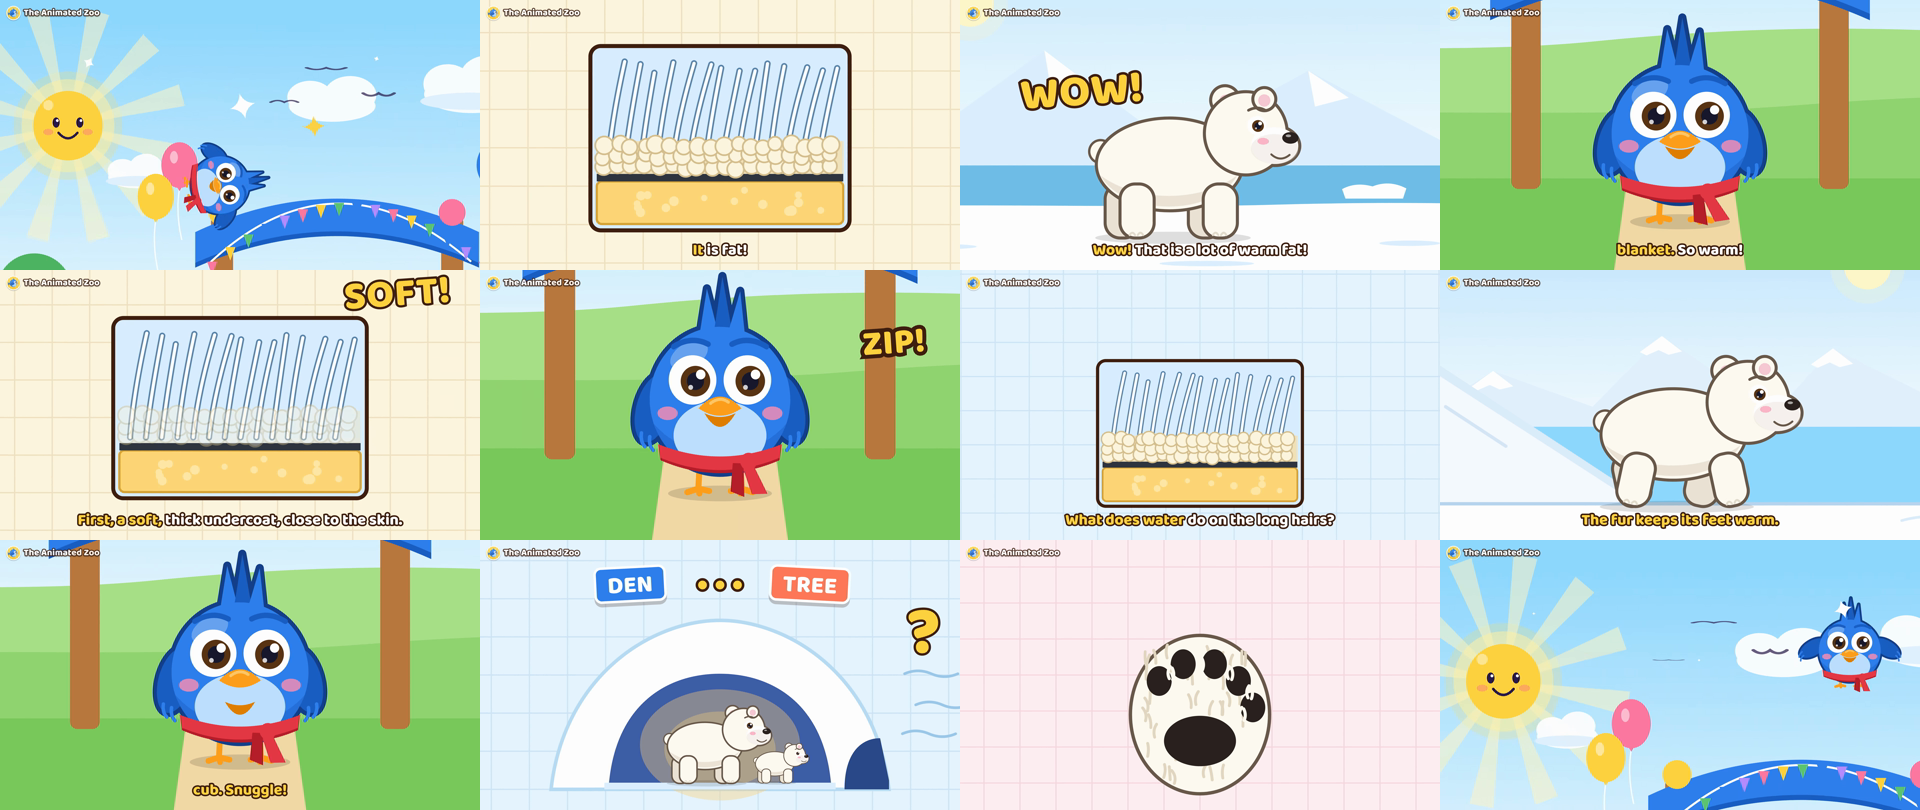 The Animated Zoo
The Animated Zoo
It is fat!
The Animated Zoo
WOW!
Wow! That is a lot of warm fat!
The Animated Zoo
blanket. So warm!
The Animated Zoo
SOFT!
First, a soft, thick undercoat, close to the skin.
The Animated Zoo
ZIP!
The Animated Zoo
What does water do on the long hairs?
The Animated Zoo
The fur keeps its feet warm.
The Animated Zoo
cub. Snuggle!
The Animated Zoo
DEN
TREE
?
The Animated Zoo
The Animated Zoo